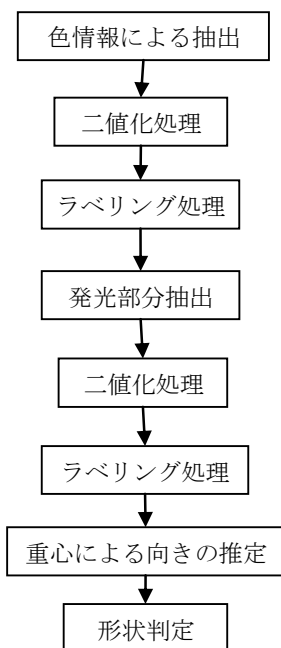 色情報による抽出
二値化処理
ラベリング処理
発光部分抽出
二値化処理
ラベリング処理
重心による向きの推定
形状判定